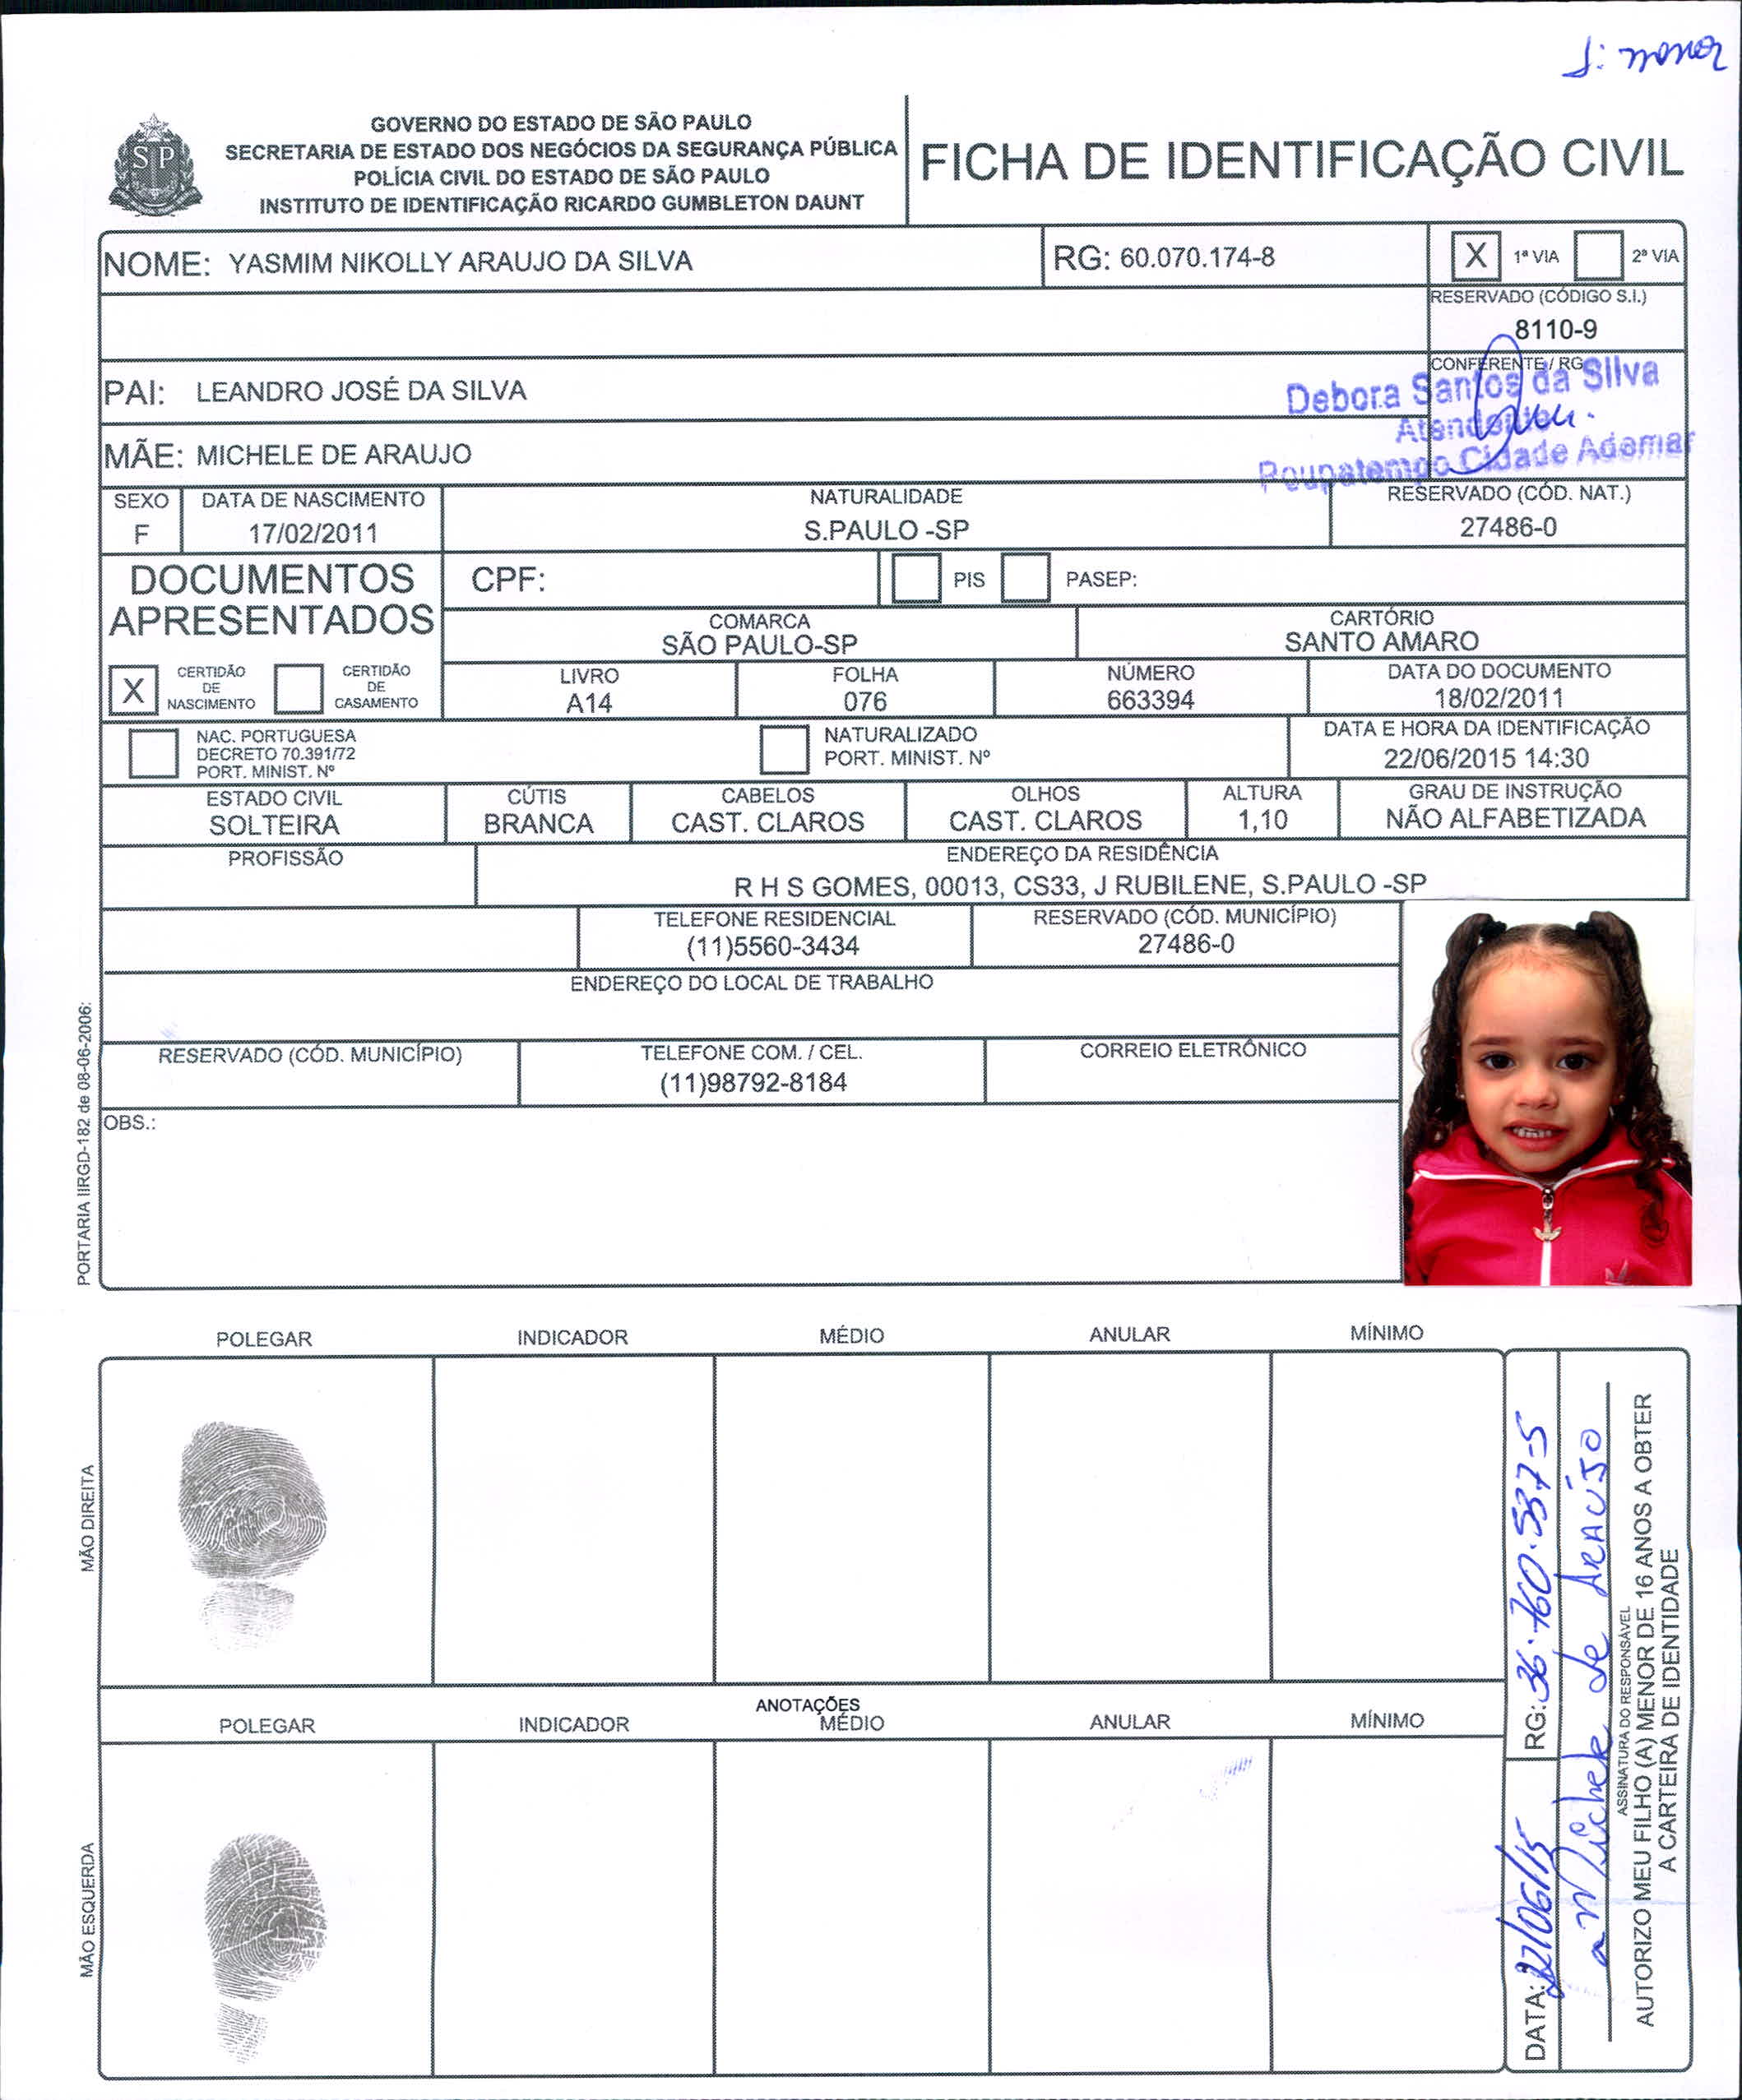 f: menor
GOVERNO DO ESTADO DE SÃO PAULO
SECRETARIA DE ESTADO DOS NEGÓCIOS DA SEGURANÇA PÚBLICA
POLÍCIA CIVIL DO ESTADO DE SÃO PAULO
INSTITUTO DE IDENTIFICAÇÃO RICARDO GUMBLETON DAUNT
SP
FICHA DE IDENTIFICAÇÃO CIVIL
NOME: YASMIM NIKOLLY ARAUJO DA SILVA RG: 60.070.174-8 X 1ª VIA 2ª VIA
RESERVADO (CÓDIGO S.I.)
8110-9
CONFERENTE / RG
PAI: LEANDRO JOSÉ DA SILVA
Debora Santos da Silva
Atendente
Poupatempo Cidade Ademar
MÃE: MICHELE DE ARAUJO
SEXO DATA DE NASCIMENTO NATURALIDADE RESERVADO (CÓD. NAT.)
F 17/02/2011 S.PAULO -SP 27486-0
DOCUMENTOS APRESENTADOS
CPF: PIS PASEP:
COMARCA CARTÓRIO
SÃO PAULO-SP SANTO AMARO
X CERTIDÃO DE NASCIMENTO CERTIDÃO DE CASAMENTO
LIVRO FOLHA NÚMERO DATA DO DOCUMENTO
A14 076 663394 18/02/2011
NAC. PORTUGUESA
DECRETO 70.391/72
PORT. MINIST. Nº
NATURALIZADO
PORT. MINIST. Nº
DATA E HORA DA IDENTIFICAÇÃO
22/06/2015 14:30
ESTADO CIVIL CÚTIS CABELOS OLHOS ALTURA GRAU DE INSTRUÇÃO
SOLTEIRA BRANCA CAST. CLAROS CAST. CLAROS 1,10 NÃO ALFABETIZADA
PROFISSÃO ENDEREÇO DA RESIDÊNCIA
R H S GOMES, 00013, CS33, J RUBILENE, S.PAULO -SP
TELEFONE RESIDENCIAL RESERVADO (CÓD. MUNICÍPIO)
(11)5560-3434 27486-0
ENDEREÇO DO LOCAL DE TRABALHO
RESERVADO (CÓD. MUNICÍPIO) TELEFONE COM. / CEL. CORREIO ELETRÔNICO
(11)98792-8184
OBS.:
PORTARIA IIRGD-182 de 08-06-2006:
POLEGAR INDICADOR MÉDIO ANULAR MÍNIMO
MÃO DIREITA
ANOTAÇÕES
POLEGAR INDICADOR MÉDIO ANULAR MÍNIMO
MÃO ESQUERDA
DATA: 22/06/15 RG: 36.760.537-5
Michele de ARAÚJO
ASSINATURA DO RESPONSÁVEL
AUTORIZO MEU FILHO (A) MENOR DE 16 ANOS A OBTER
A CARTEIRA DE IDENTIDADE